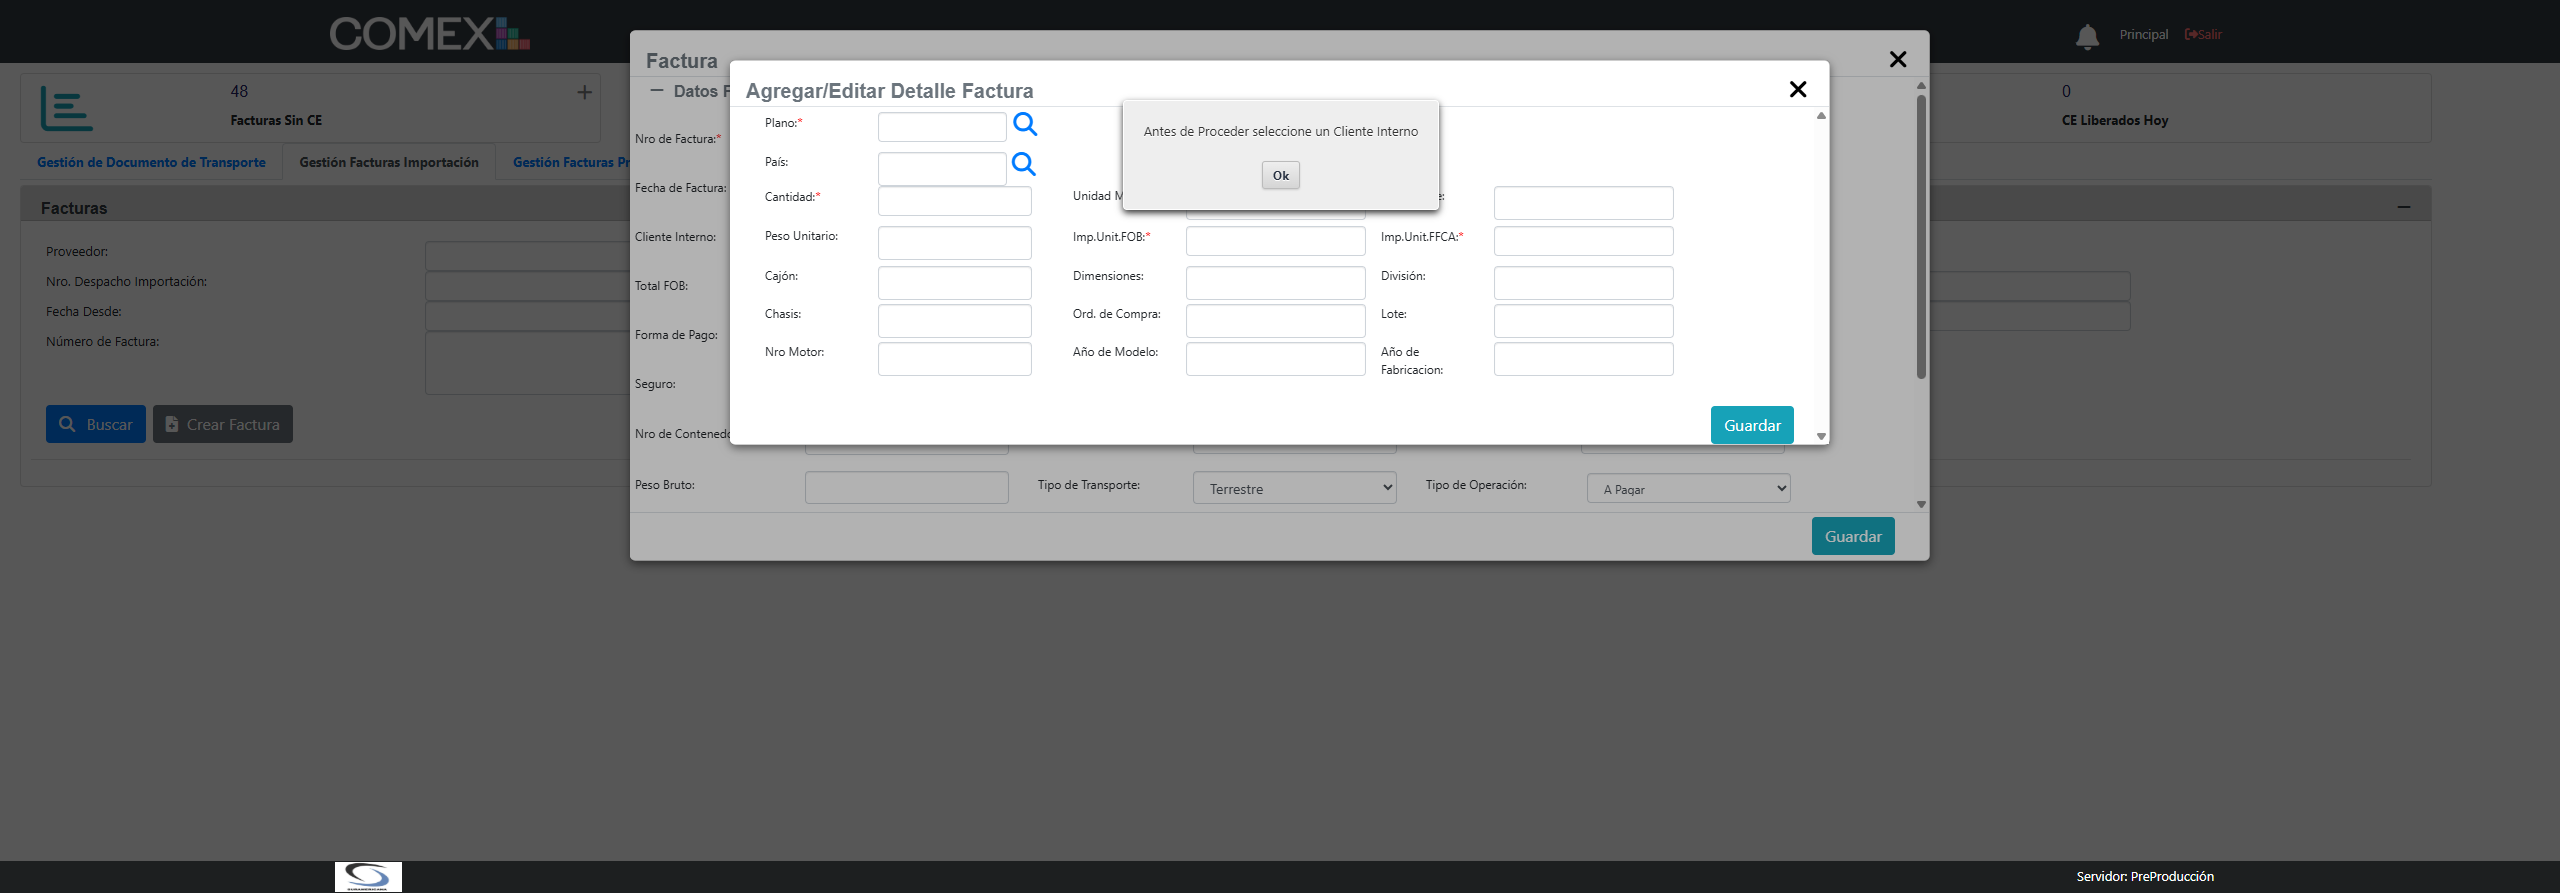 COMEX
Principal
Salir
48
Facturas Sin CE
0
CE Liberados Hoy
Gestión de Documento de Transporte
Gestión Facturas Importación
Gestión Facturas Pr
Facturas
Proveedor:
Nro. Despacho Importación:
Fecha Desde:
Número de Factura:
Buscar
Crear Factura
Factura
Datos F
Nro de Factura:*
Fecha de Factura:
Cliente Interno:
Total FOB:
Forma de Pago:
Seguro:
Nro de Contened
Peso Bruto:
Tipo de Transporte:
Terrestre
Tipo de Operación:
A Pagar
Guardar
Agregar/Editar Detalle Factura
Plano:*
País:
Cantidad:*
Unidad M
e:
Peso Unitario:
Imp.Unit.FOB:*
Imp.Unit.FFCA:*
Cajón:
Dimensiones:
División:
Chasis:
Ord. de Compra:
Lote:
Nro Motor:
Año de Modelo:
Año de
Fabricacion:
Guardar
Antes de Proceder seleccione un Cliente Interno
Ok
Servidor: PreProducción